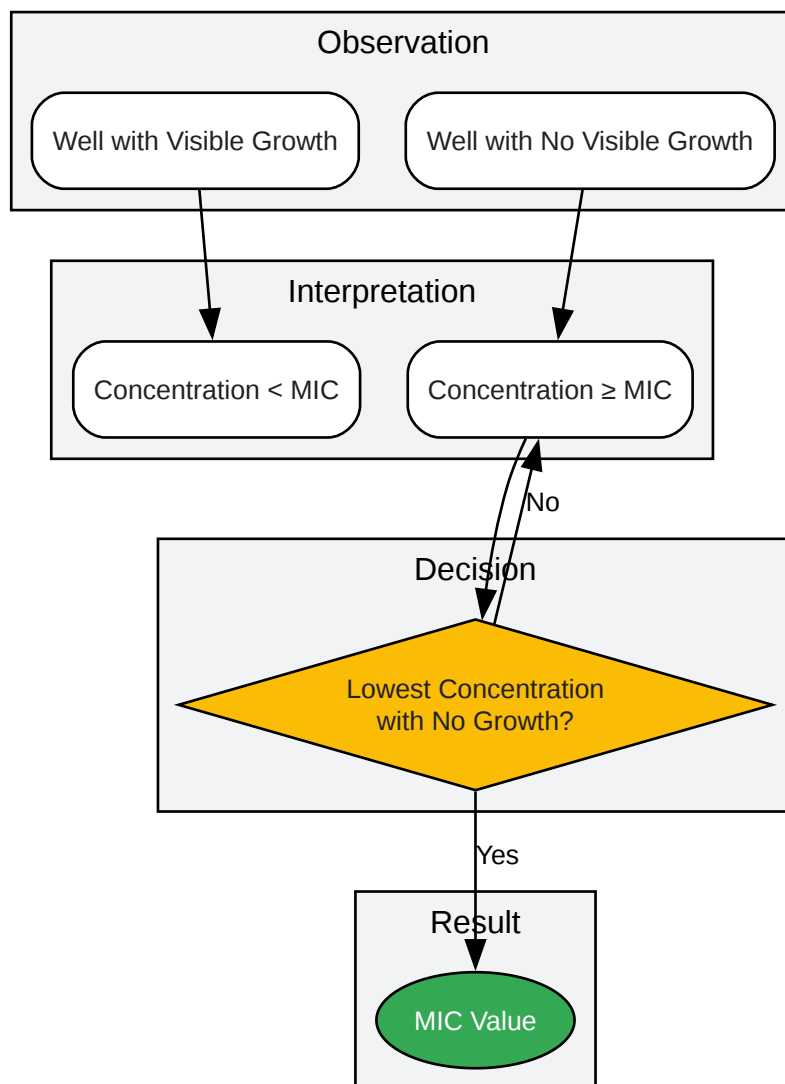 Observation
Well with Visible Growth
Well with No Visible Growth
Interpretation
Concentration < MIC
Concentration ≥ MIC
No
Decision
Lowest Concentration
with No Growth?
Yes
Result
MIC Value